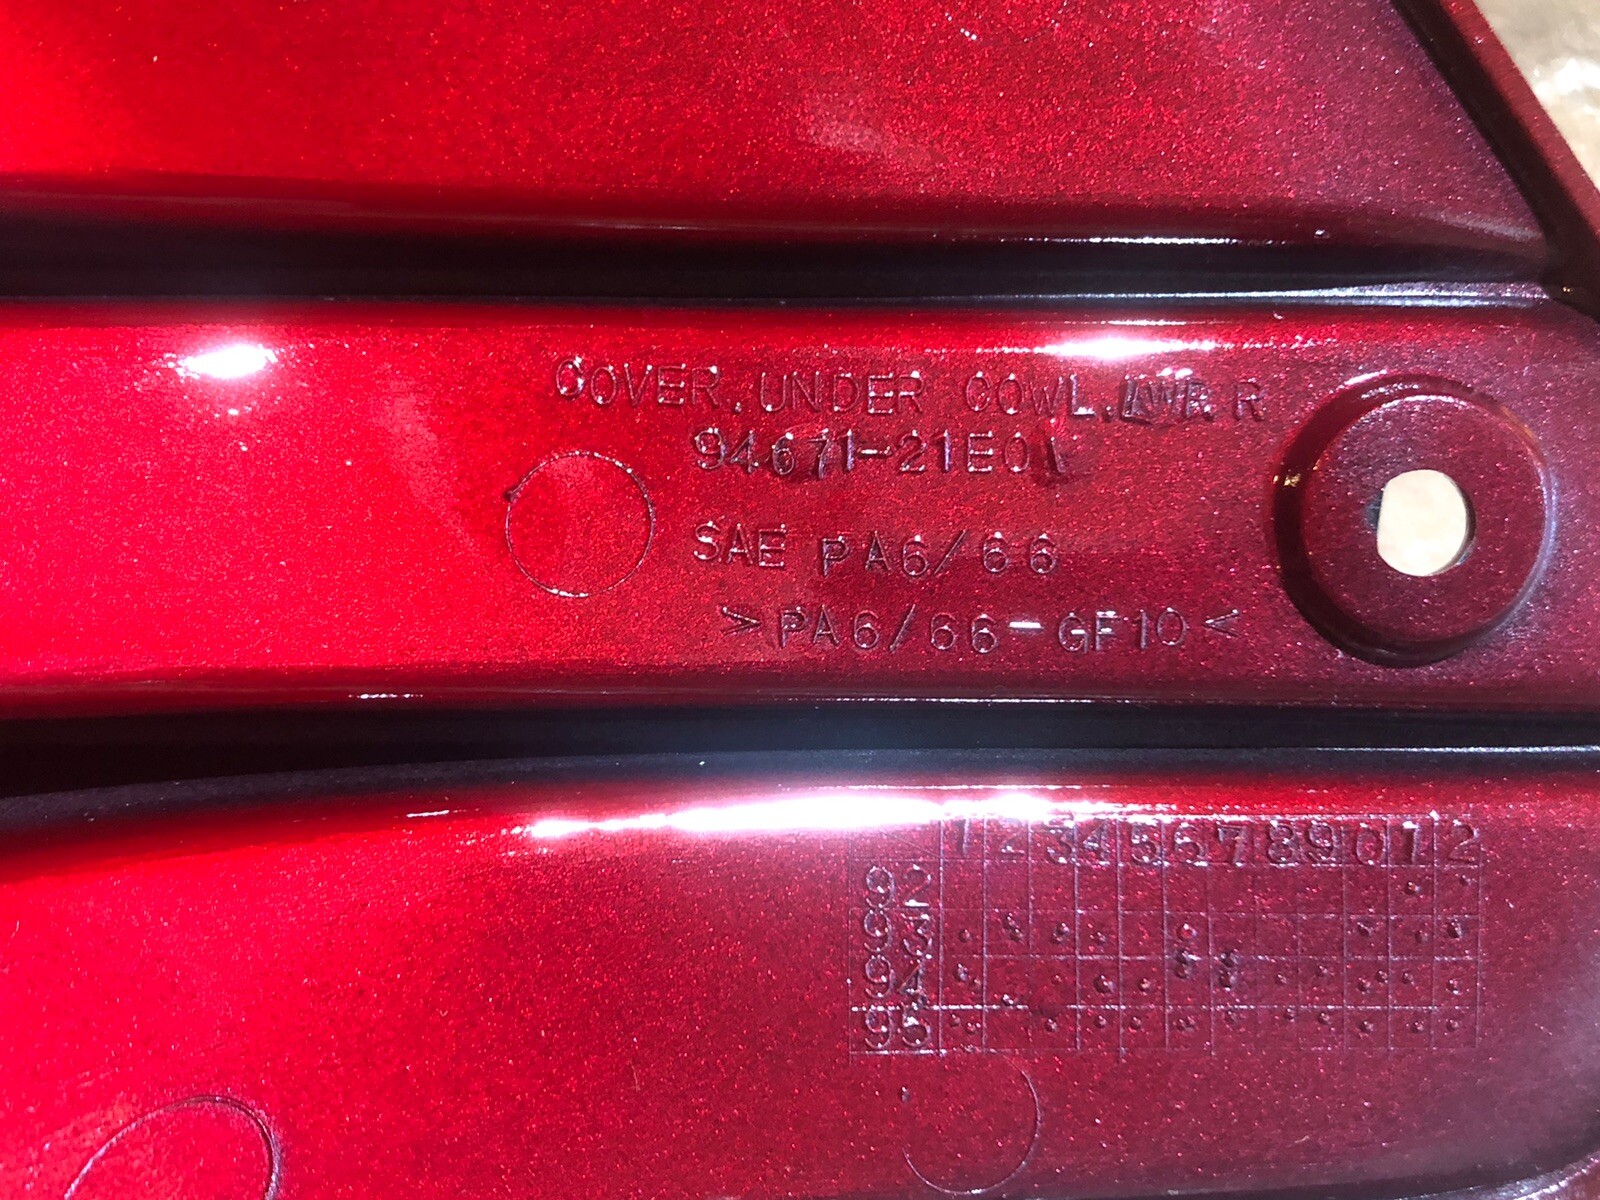 COVER.UNDER COWL.LWR.R
94671-21E01
SAE PA6/66
>PA6/66-GF10<
1 2 3 4 5 6 7 8 9 0 1 2
92
93
94
95